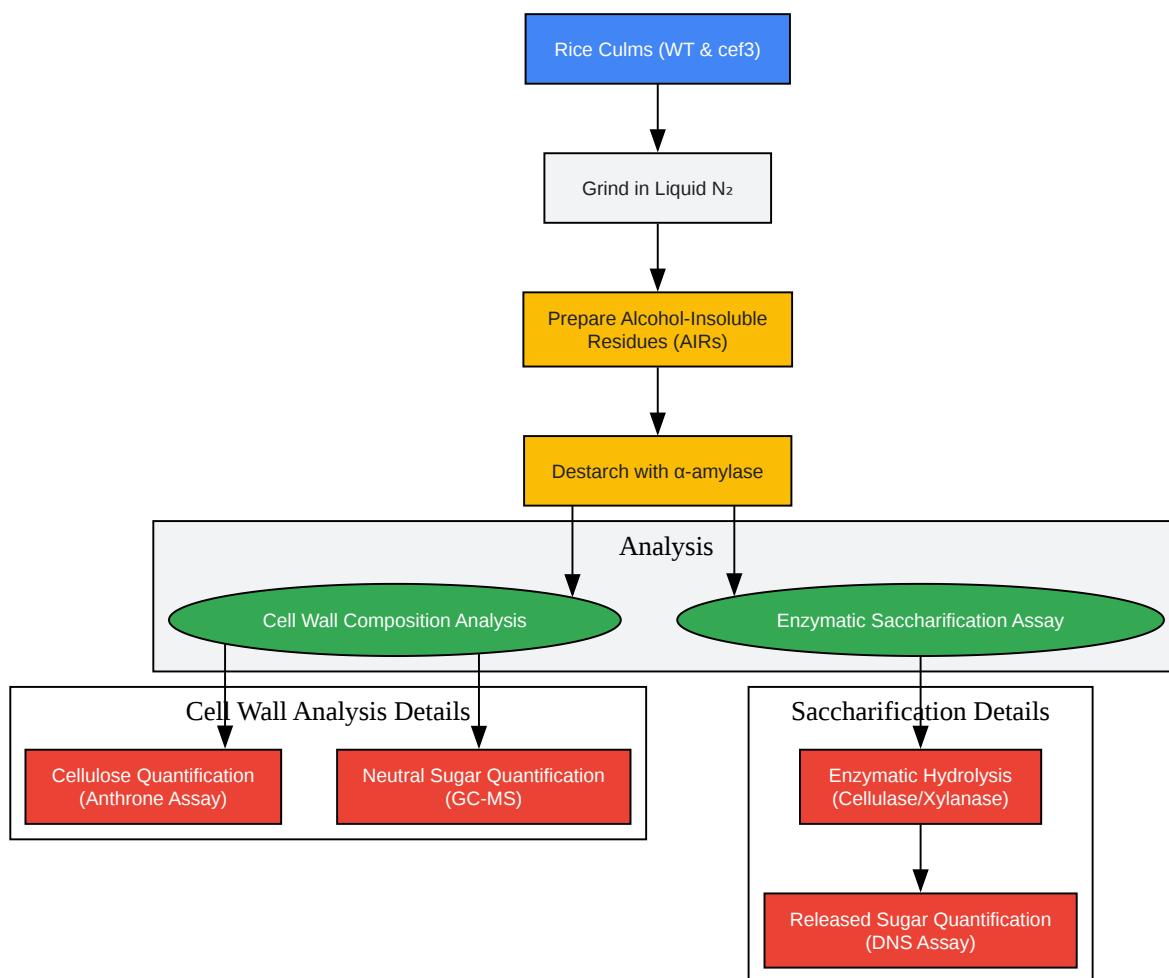 Rice Culms (WT & cef3)
Grind in Liquid N₂
Prepare Alcohol-Insoluble
Residues (AIRs)
Destarch with α-amylase
Analysis
Cell Wall Composition Analysis
Enzymatic Saccharification Assay
Cell Wall Analysis Details
Cellulose Quantification
(Anthrone Assay)
Neutral Sugar Quantification
(GC-MS)
Saccharification Details
Enzymatic Hydrolysis
(Cellulase/Xylanase)
Released Sugar Quantification
(DNS Assay)